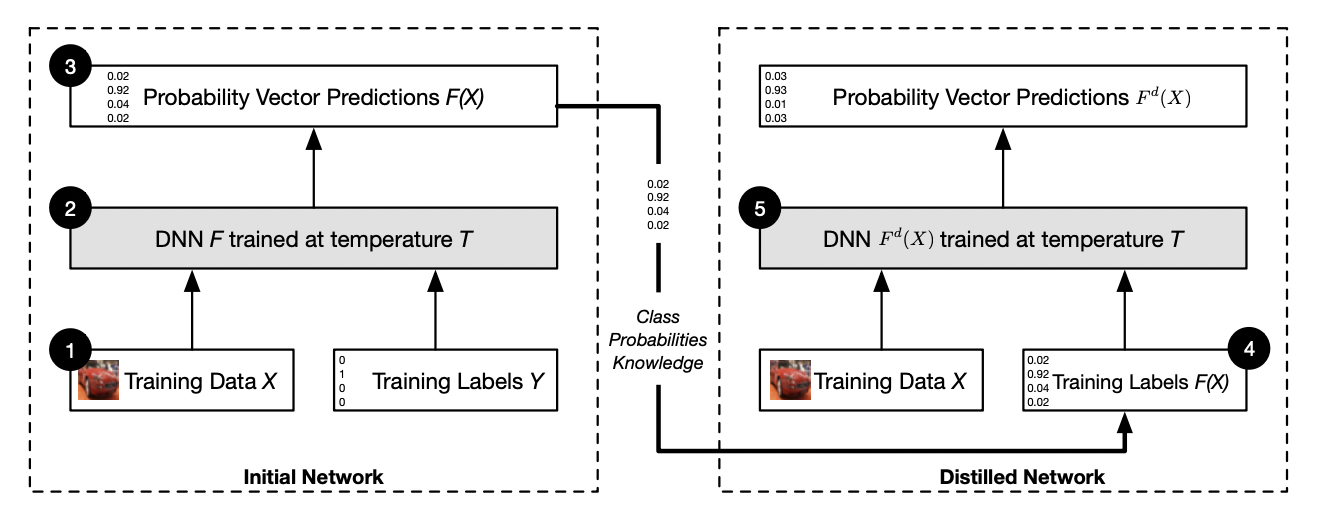 3
0.02
0.92
0.04
0.02
Probability Vector Predictions F(X)
2
DNN F trained at temperature T
1
Training Data X
0
1
0
0
Training Labels Y
Initial Network
0.02
0.92
0.04
0.02
Class
Probabilities
Knowledge
0.03
0.93
0.01
0.03
Probability Vector Predictions F^d(X)
5
DNN F^d(X) trained at temperature T
Training Data X
4
0.02
0.92
0.04
0.02
Training Labels F(X)
Distilled Network